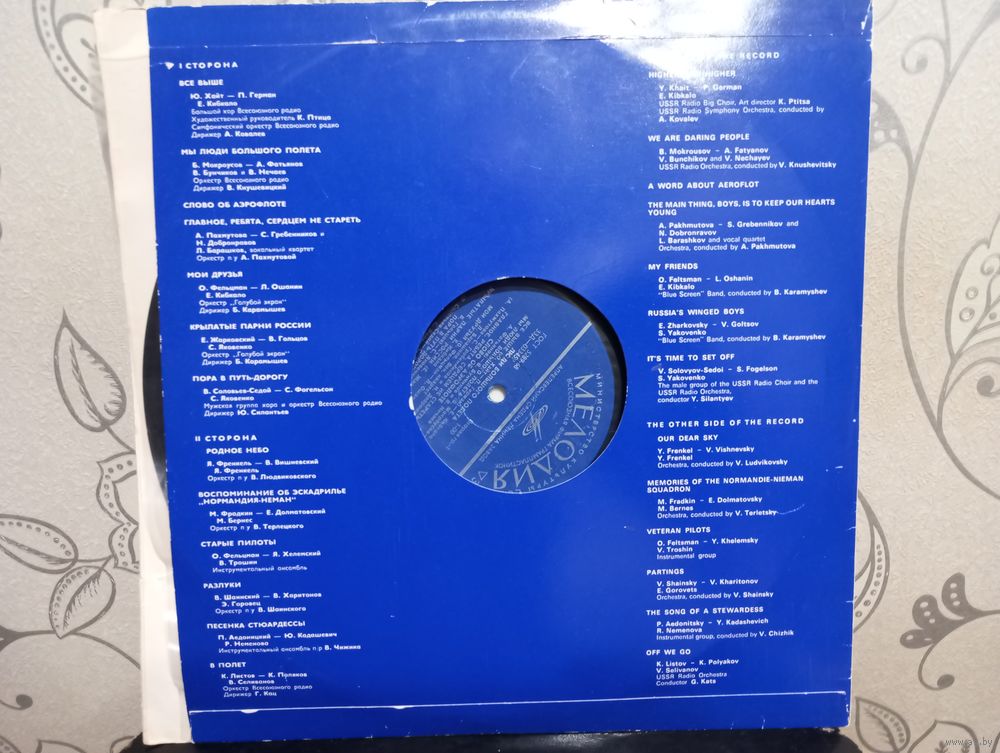 I СТОРОНА
ВСЕ ВЫШЕ
Ю. Хайт — П. Герман
Е. Кибкало
Большой хор Всесоюзного радио
Художественный руководитель К. Птица
Симфонический оркестр Всесоюзного радио
Дирижер А. Ковалев
МЫ ЛЮДИ БОЛЬШОГО ПОЛЕТА
Б. Мокроусов — А. Фатьянов
В. Бунчиков и В. Нечаев
Оркестр Всесоюзного радио
Дирижер В. Кнушевицкий
СЛОВО ОБ АЭРОФЛОТЕ
ГЛАВНОЕ, РЕБЯТА, СЕРДЦЕМ НЕ СТАРЕТЬ
А. Пахмутова — С. Гребенников и
Н. Добронравов
Л. Барашков, вокальный квартет
Оркестр п/у А. Пахмутовой
МОИ ДРУЗЬЯ
О. Фельцман — Л. Ошанин
Е. Кибкало
Оркестр „Голубой экран"
Дирижер Б. Карамышев
КРЫЛАТЫЕ ПАРНИ РОССИИ
Е. Жарковский — В. Гольцов
С. Яковенко
Оркестр „Голубой экран"
Дирижер Б. Карамышев
ПОРА В ПУТЬ-ДОРОГУ
В. Соловьев-Седой — С. Фогельсон
С. Яковенко
Мужская группа хора и оркестр Всесоюзного радио
Дирижер Ю. Силантьев
II СТОРОНА
РОДНОЕ НЕБО
Я. Френкель — В. Вишневский
Я. Френкель
Оркестр п/у В. Людвиковского
ВОСПОМИНАНИЕ ОБ ЭСКАДРИЛЬЕ
„НОРМАНДИЯ-НЕМАН"
М. Фрадкин — Е. Долматовский
М. Бернес
Оркестр п/у В. Терлецкого
СТАРЫЕ ПИЛОТЫ
О. Фельцман — Я. Хелемский
В. Трошин
Инструментальный ансамбль
РАЗЛУКИ
В. Шаинский — В. Харитонов
Э. Горовец
Оркестр п/у В. Шаинского
ПЕСЕНКА СТЮАРДЕССЫ
П. Аедоницкий — Ю. Кадашевич
Р. Неменова
Инструментальный ансамбль п/р В. Чижика
В ПОЛЕТ
К. Листов — К. Поляков
В. Селиванов
Оркестр Всесоюзного радио
Дирижер Г. Кац
МИНИСТЕРСТВО КУЛЬТУРЫ
МЕЛОДИЯ
ВСЕСОЮЗНАЯ ФИРМА ГРАМПЛАСТИНОК
RECORD
HIGHER HIGHER
Y. Khait – P. German
E. Kibkalo
USSR Radio Big Choir, Art director K. Ptitsa
USSR Radio Symphony Orchestra, conducted by
A. Kovalev
WE ARE DARING PEOPLE
B. Mokrousov – A. Fatyanov
V. Bunchikov and V. Nechayev
USSR Radio Orchestra, conducted by V. Knushevitsky
A WORD ABOUT AEROFLOT
THE MAIN THING, BOYS, IS TO KEEP OUR HEARTS
YOUNG
A. Pakhmutova – S. Grebennikov and
N. Dobronravov
L. Barashkov and vocal quartet
Orchestra, conducted by A. Pakhmutova
MY FRIENDS
O. Feltsman – L. Oshanin
E. Kibkalo
"Blue Screen" Band, conducted by B. Karamyshev
RUSSIA'S WINGED BOYS
E. Zharkovsky – V. Goltsov
S. Yakovenko
"Blue Screen" Band, conducted by B. Karamyshev
IT'S TIME TO SET OFF
V. Solovyov-Sedoi – S. Fogelson
S. Yakovenko
The male group of the USSR Radio Choir and the
USSR Radio Orchestra,
conductor Y. Silantyev
THE OTHER SIDE OF THE RECORD
OUR DEAR SKY
Y. Frenkel – V. Vishnevsky
Y. Frenkel
Orchestra, conducted by V. Ludvikovsky
MEMORIES OF THE NORMANDIE-NIEMAN
SQUADRON
M. Fradkin – E. Dolmatovsky
M. Bernes
Orchestra, conducted by V. Terletsky
VETERAN PILOTS
O. Feltsman – Y. Khelemsky
V. Troshin
Instrumental group
PARTINGS
V. Shainsky – V. Kharitonov
E. Gorovets
Orchestra, conducted by V. Shainsky
THE SONG OF A STEWARDESS
P. Aedonitsky – Y. Kadashevich
R. Nemenova
Instrumental group, conducted by V. Chizhik
OFF WE GO
K. Listov – K. Polyakov
V. Selivanov
USSR Radio Orchestra
Conductor G. Kats